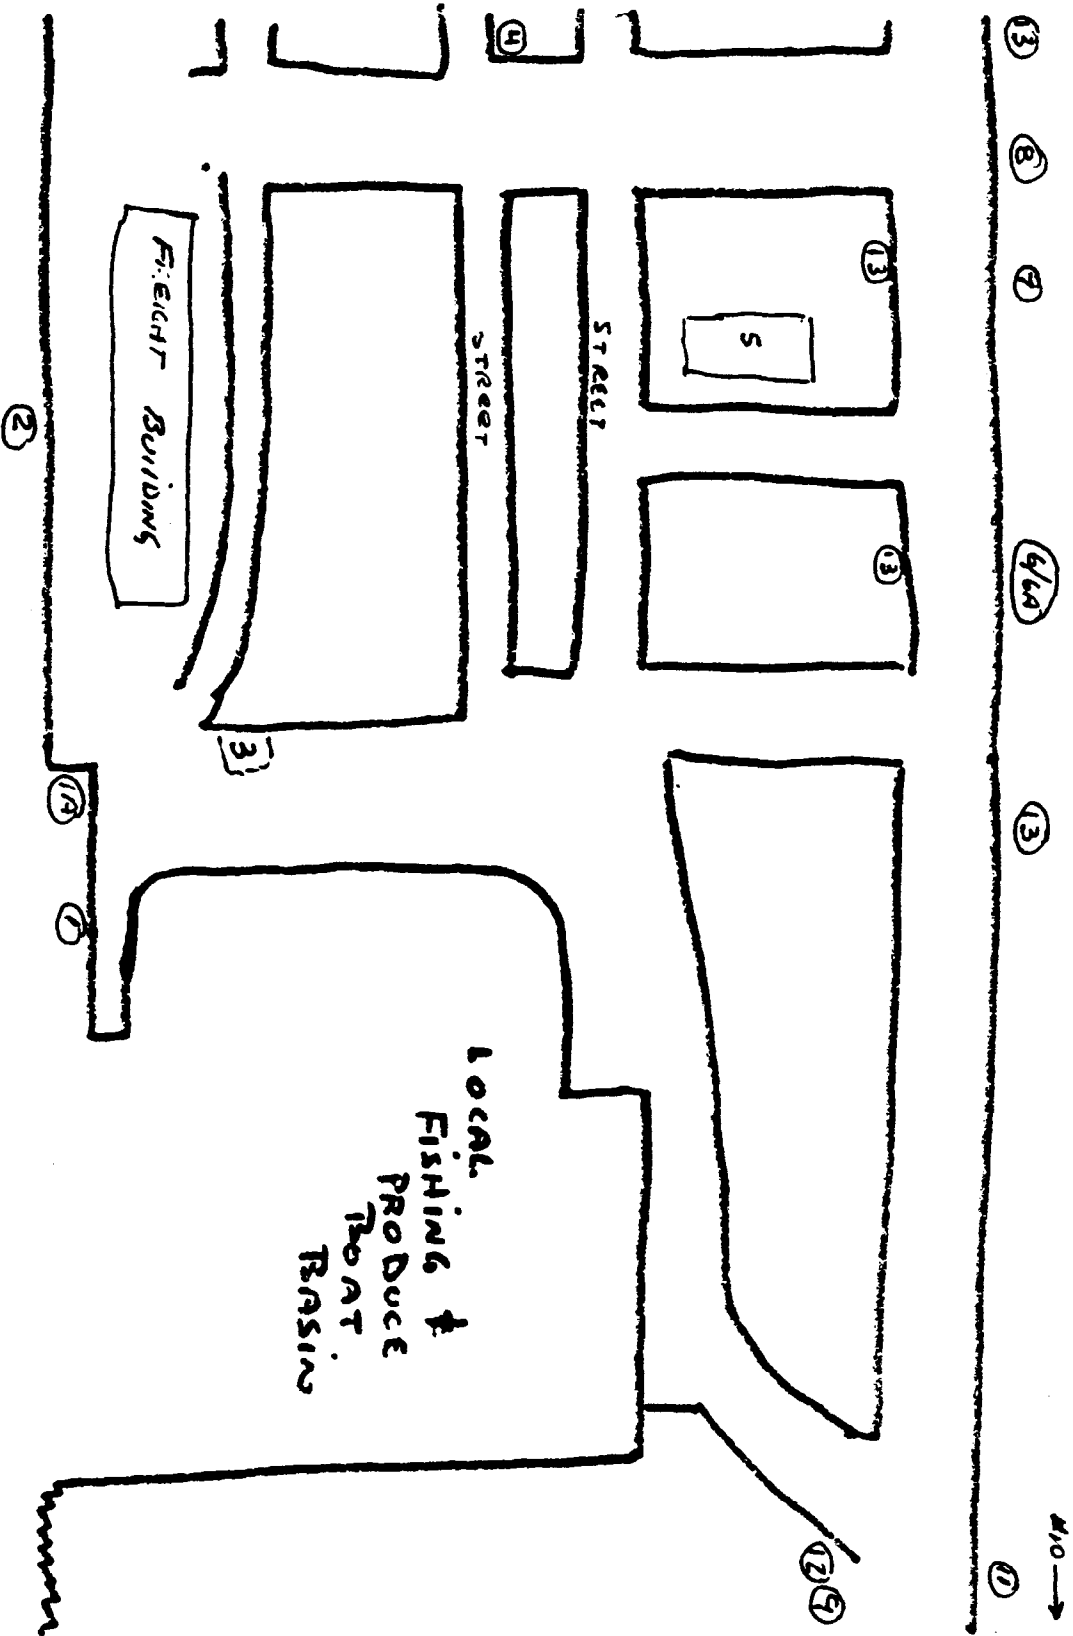 #10 →
13
8
7
6/6A
13
11
13
13
5
12
9
STREET
4
STREET
LOCAL
FISHING &
PRODUCE
BOAT
BASIN
3
FREIGHT BUILDING
1A
1
2